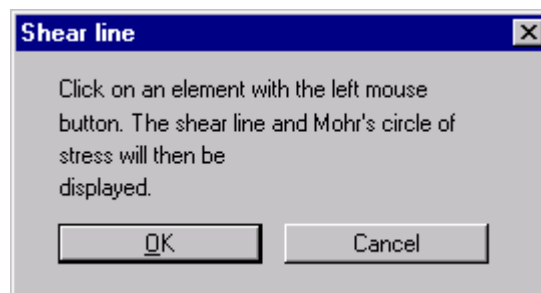 Shear line
Click on an element with the left mouse
button. The shear line and Mohr's circle of
stress will then be
displayed.
OK Cancel